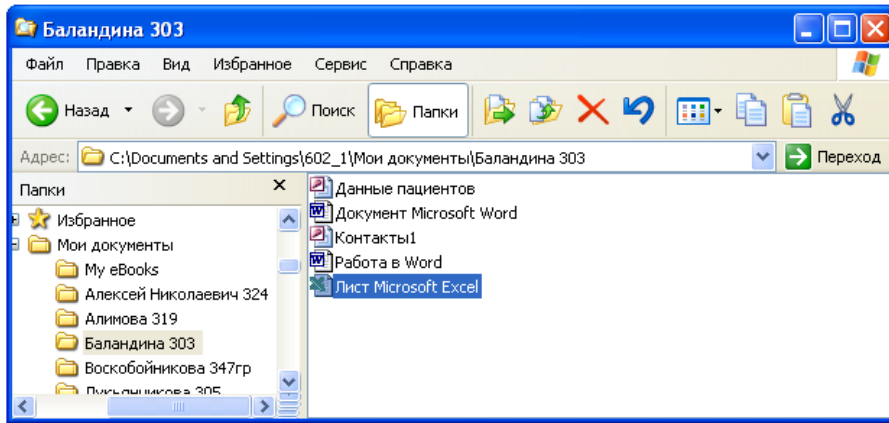 Баландина 303
Файл Правка Вид Избранное Сервис Справка
Назад Поиск Папки
Адрес: C:\Documents and Settings\602_1\Мои документы\Баландина 303 Переход
Папки
Избранное
Мои документы
My eBooks
Алексей Николаевич 324
Алимова 319
Баландина 303
Воскобойникова 347гр
Лукьянчикова 305
Данные пациентов
Документ Microsoft Word
Контакты1
Работа в Word
Лист Microsoft Excel